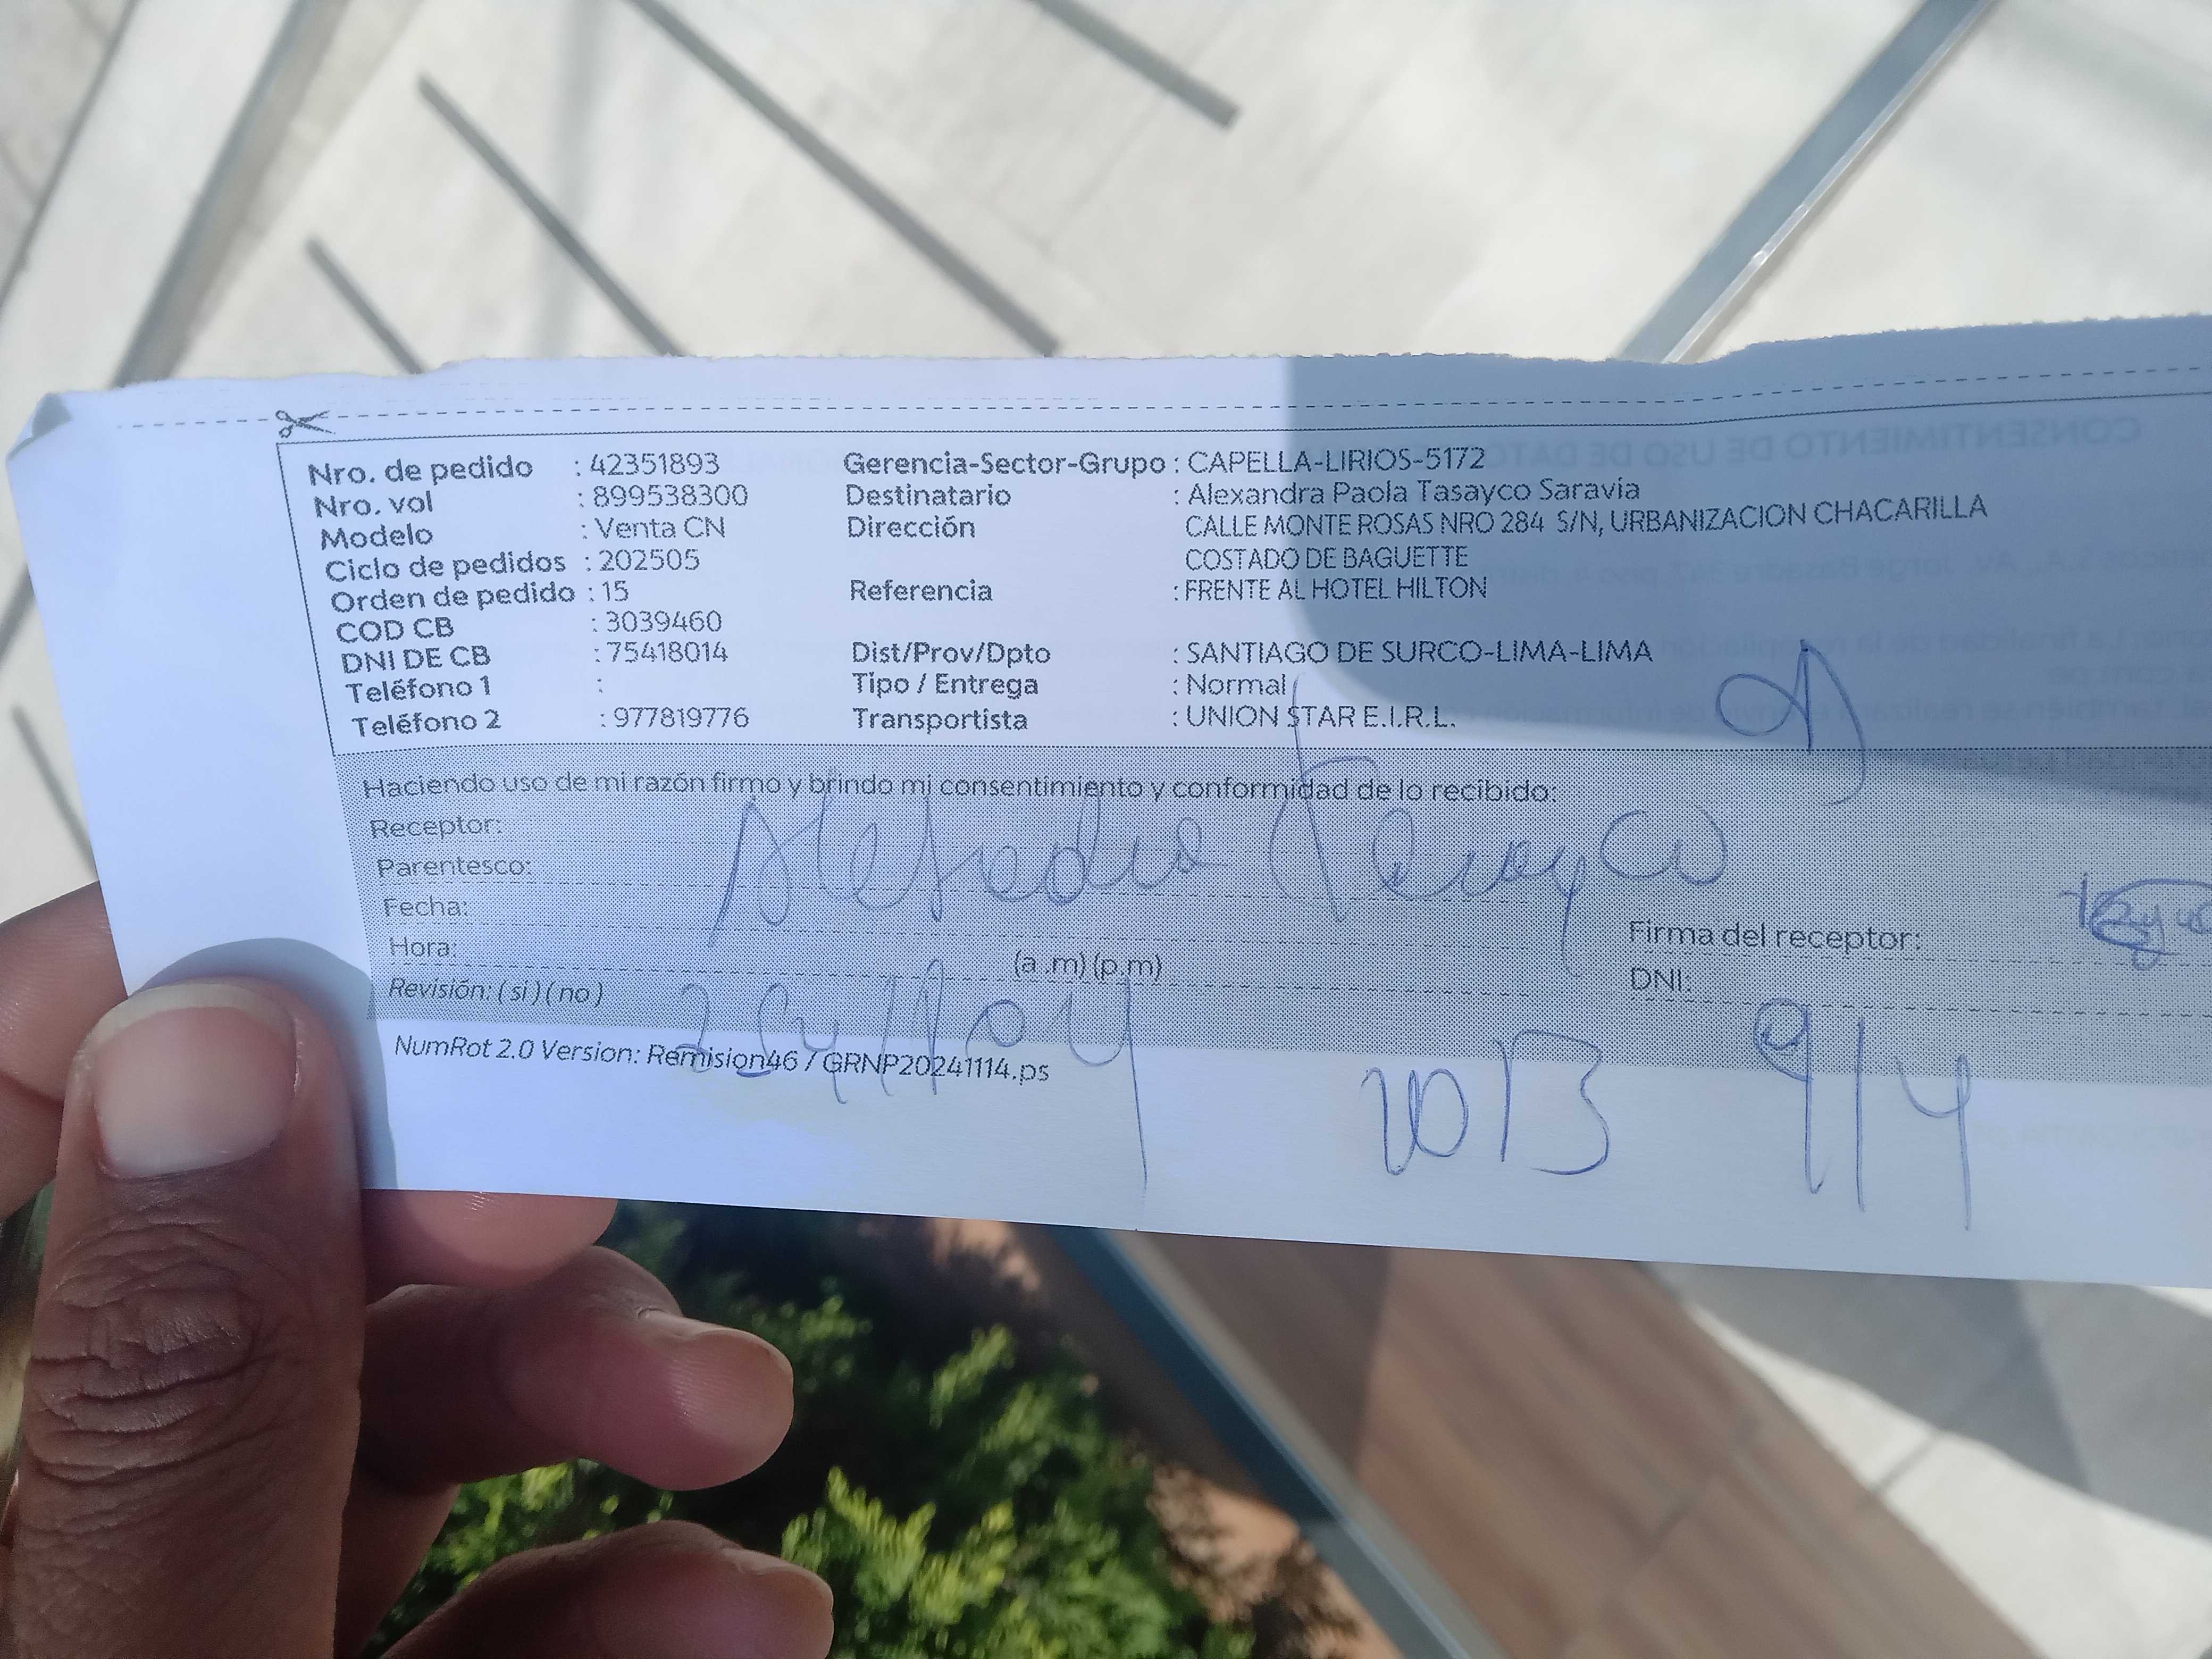 Nro. de pedido : 42351893 Gerencia-Sector-Grupo : CAPELLA-LIRIOS-5172
Nro. vol : 899538300 Destinatario : Alexandra Paola Tasayco Saravia
Modelo : Venta CN Dirección CALLE MONTE ROSAS NRO 284 S/N, URBANIZACION CHACARILLA
Ciclo de pedidos : 202505 COSTADO DE BAGUETTE
Orden de pedido : 15 Referencia : FRENTE AL HOTEL HILTON
COD CB : 3039460
DNI DE CB : 75418014 Dist/Prov/Dpto : SANTIAGO DE SURCO-LIMA-LIMA
Teléfono 1 : Tipo / Entrega : Normal
Teléfono 2 : 977819776 Transportista : UNION STAR E.I.R.L.
Haciendo uso de mi razón firmo y brindo mi consentimiento y conformidad de lo recibido:
Receptor:
Parentesco:
Fecha:
Hora: (a .m) (p.m) Firma del receptor:
Revisión: ( si ) ( no ) DNI:
NumRot 2.0 Version: Remision46 / GRNP20241114.ps